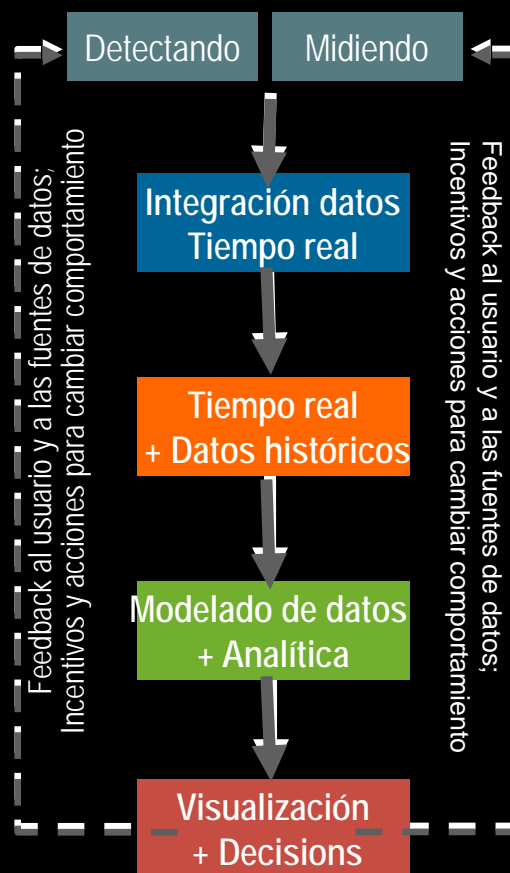 Detectando
Midiendo
Integración datos
Tiempo real
Tiempo real
+ Datos históricos
Modelado de datos
+ Analítica
Visualización
+ Decisions
Feedback al usuario y a las fuentes de datos;
Incentivos y acciones para cambiar comportamiento
Feedback al usuario y a las fuentes de datos;
Incentivos y acciones para cambiar comportamiento